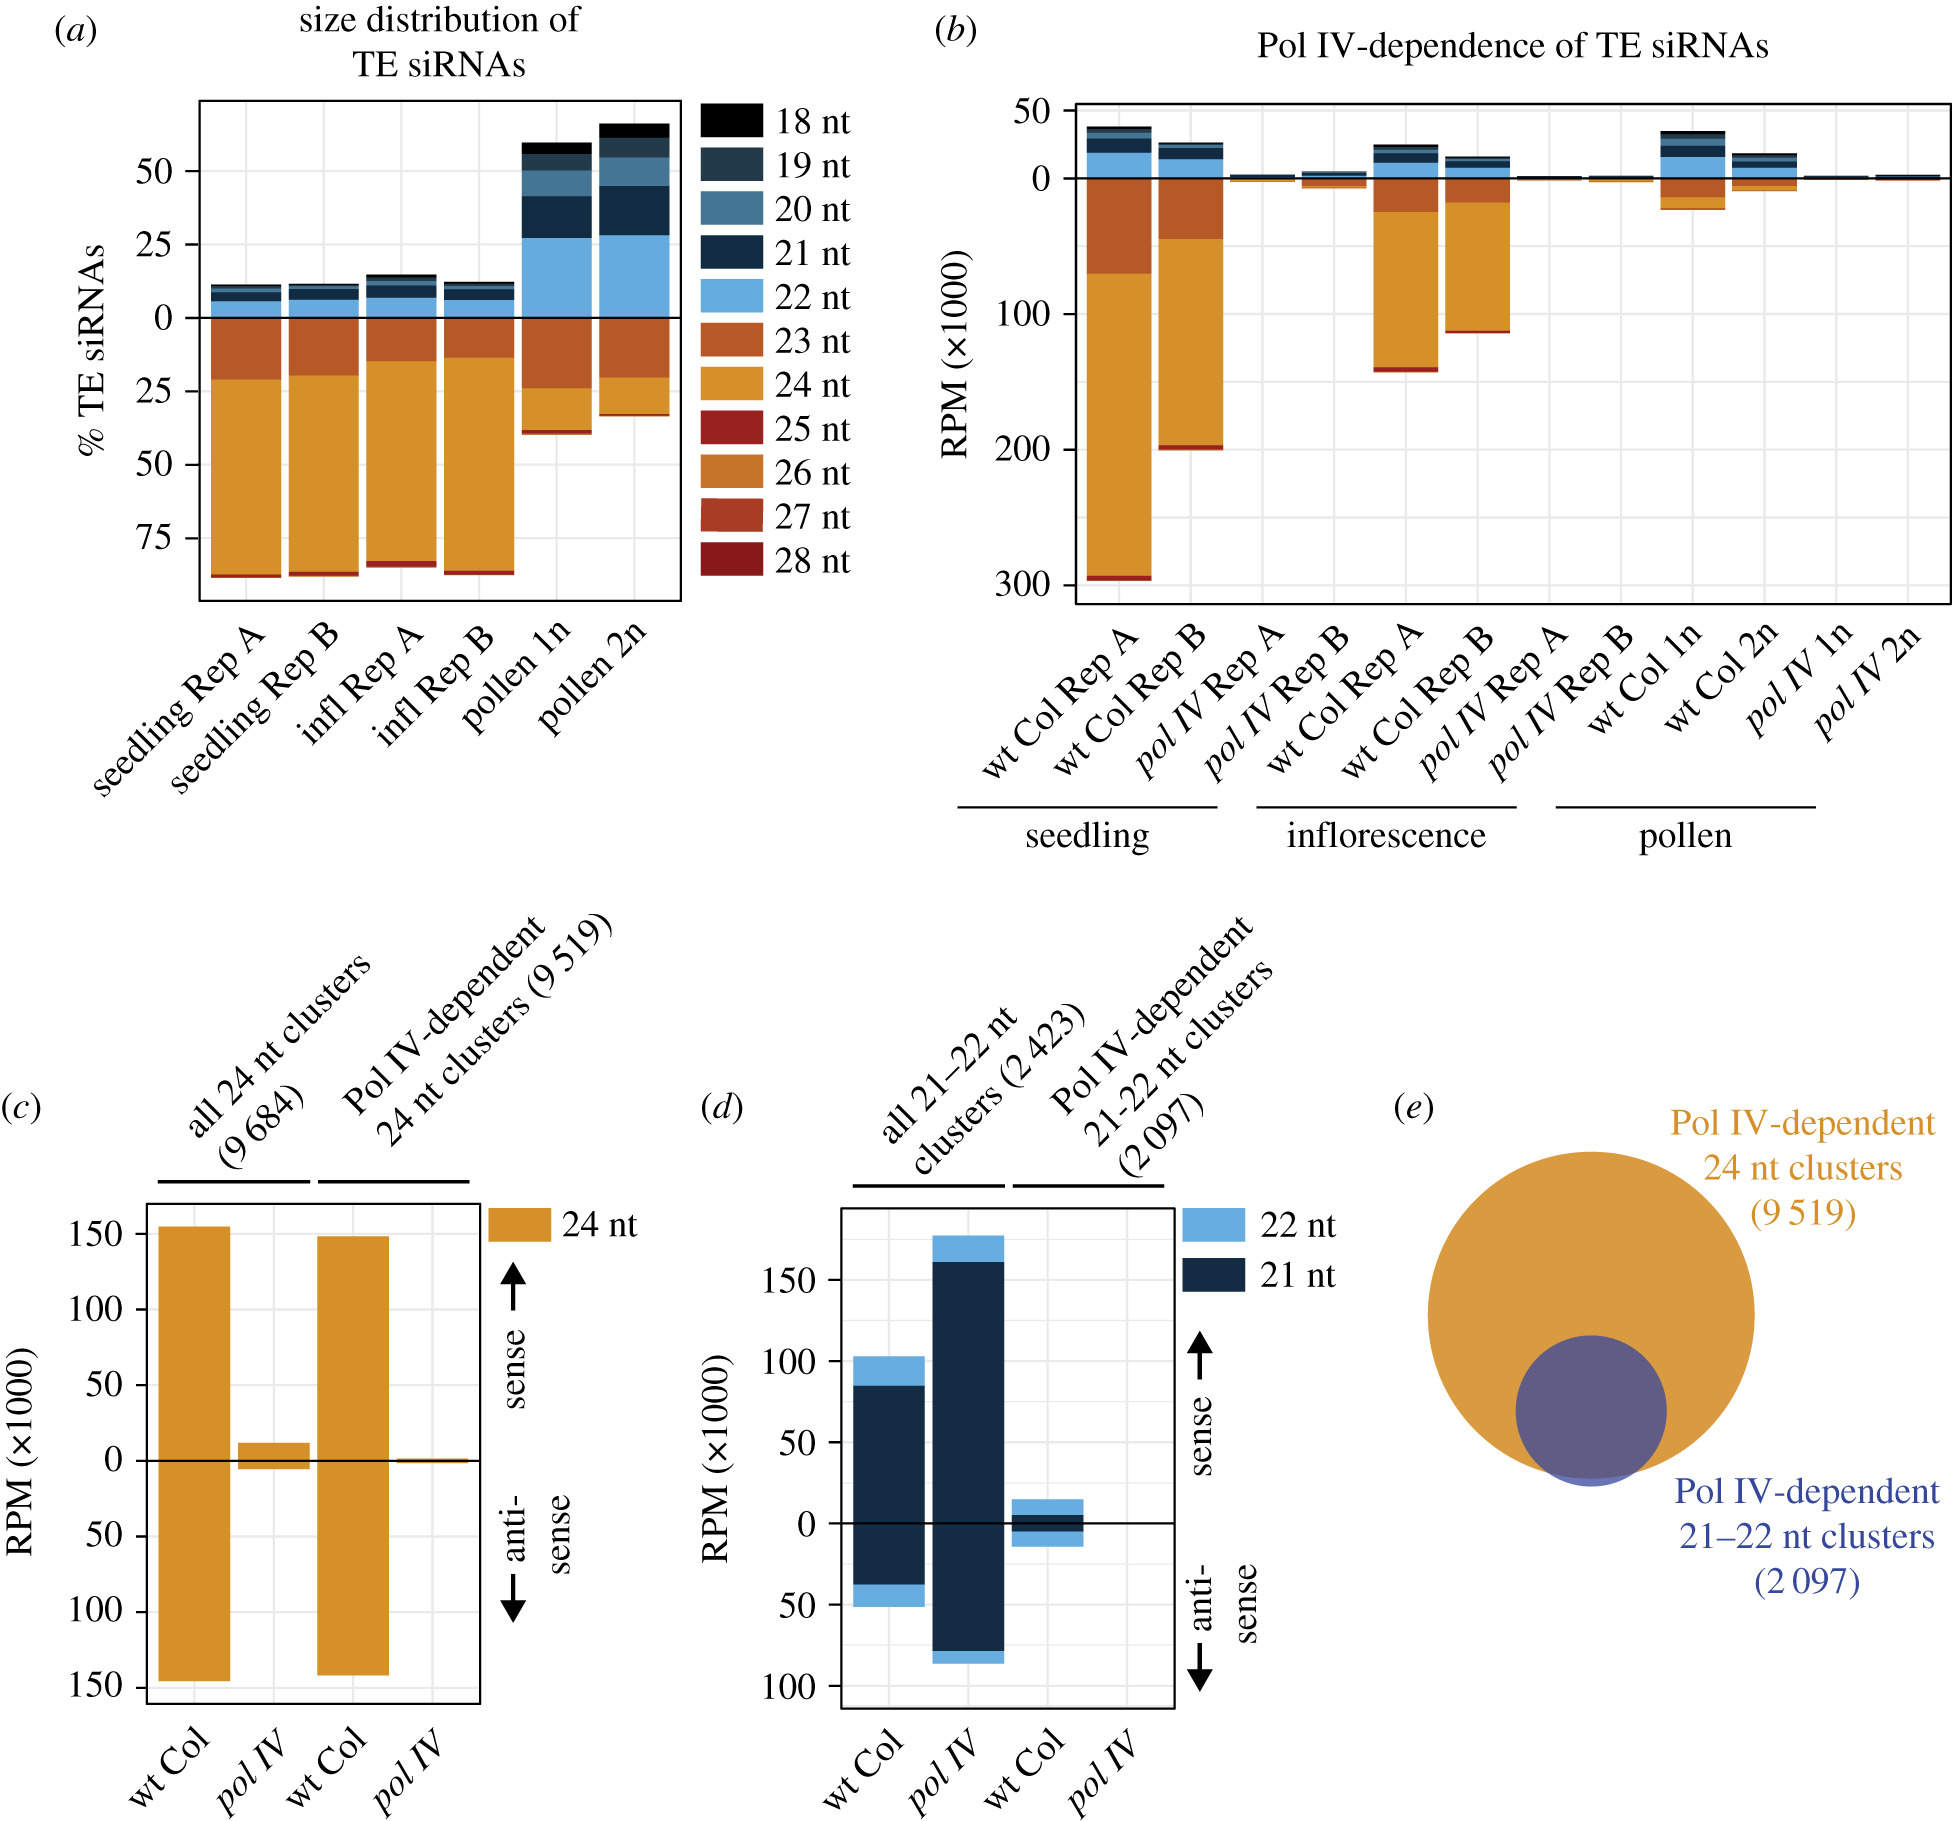 (a)
size distribution of
TE siRNAs
% TE siRNAs
50
25
0
25
50
75
seedling Rep A
seedling Rep B
infl Rep A
infl Rep B
pollen 1n
pollen 2n
18 nt
19 nt
20 nt
21 nt
22 nt
23 nt
24 nt
25 nt
26 nt
27 nt
28 nt
(b)
Pol IV-dependence of TE siRNAs
RPM (×1000)
50
0
100
200
300
wt Col Rep A
wt Col Rep B
pol IV Rep A
pol IV Rep B
wt Col Rep A
wt Col Rep B
pol IV Rep A
pol IV Rep B
wt Col 1n
wt Col 2n
pol IV 1n
pol IV 2n
seedling
inflorescence
pollen
(c)
all 24 nt clusters
(9 684)
Pol IV-dependent
24 nt clusters (9 519)
RPM (×1000)
150
100
50
0
50
100
150
wt Col
pol IV
wt Col
pol IV
24 nt
sense
anti-
sense
(d)
all 21–22 nt
clusters (2 423)
Pol IV-dependent
21-22 nt clusters
(2 097)
RPM (×1000)
150
100
50
0
50
100
wt Col
pol IV
wt Col
pol IV
22 nt
21 nt
sense
anti-
sense
(e)
Pol IV-dependent
24 nt clusters
(9 519)
Pol IV-dependent
21–22 nt clusters
(2 097)